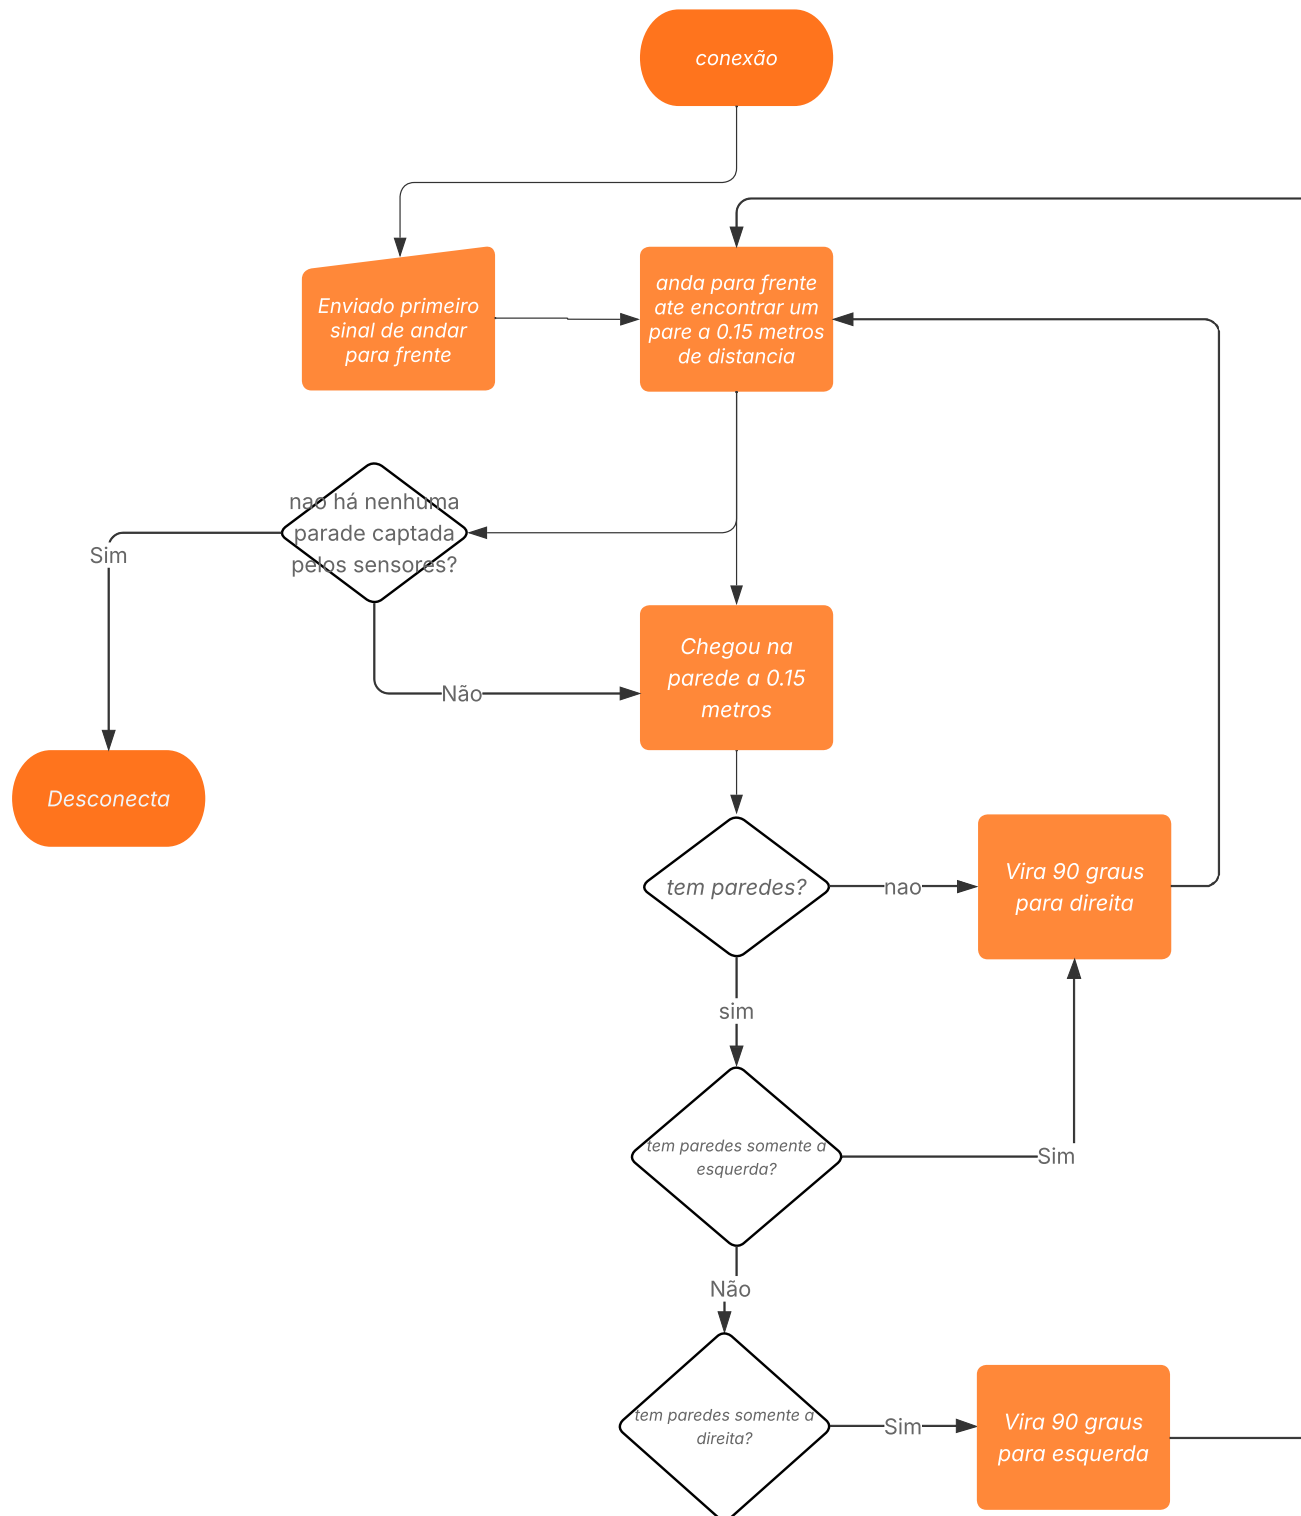 conexão
Enviado primeiro
sinal de andar
para frente
anda para frente
ate encontrar um
pare a 0.15 metros
de distancia
nao há nenhuma
parade captada
pelos sensores?
Sim
Não
Chegou na
parede a 0.15
metros
Desconecta
tem paredes?
nao
Vira 90 graus
para direita
sim
tem paredes somente a
esquerda?
Sim
Não
tem paredes somente a
direita?
Sim
Vira 90 graus
para esquerda